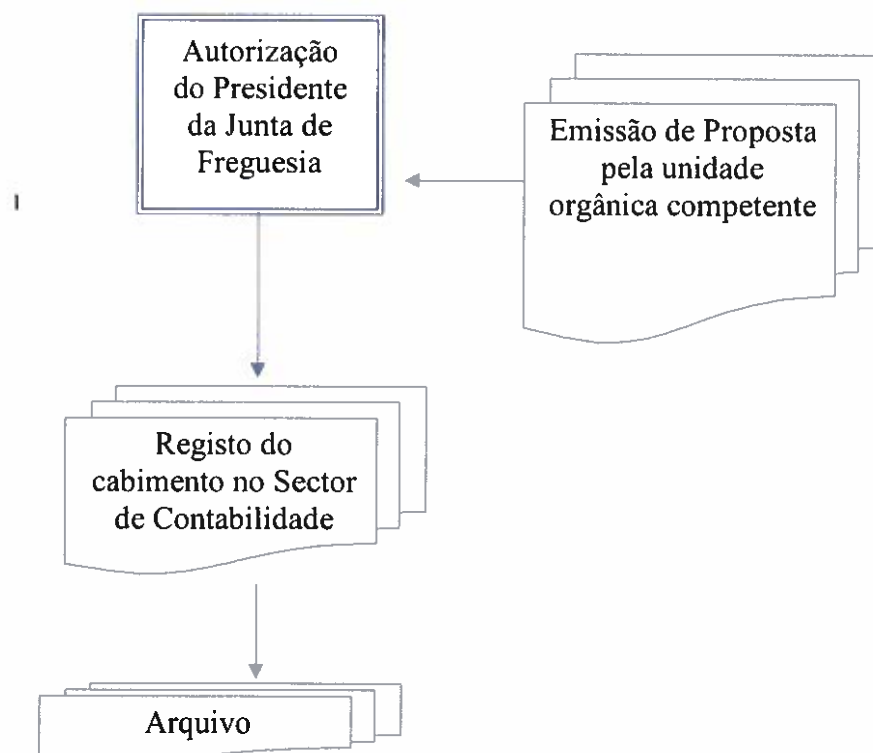 Autorização
do Presidente
da Junta de
Freguesia
Emissão de Proposta
pela unidade
orgânica competente
Registo do
cabimento no Sector
de Contabilidade
Arquivo